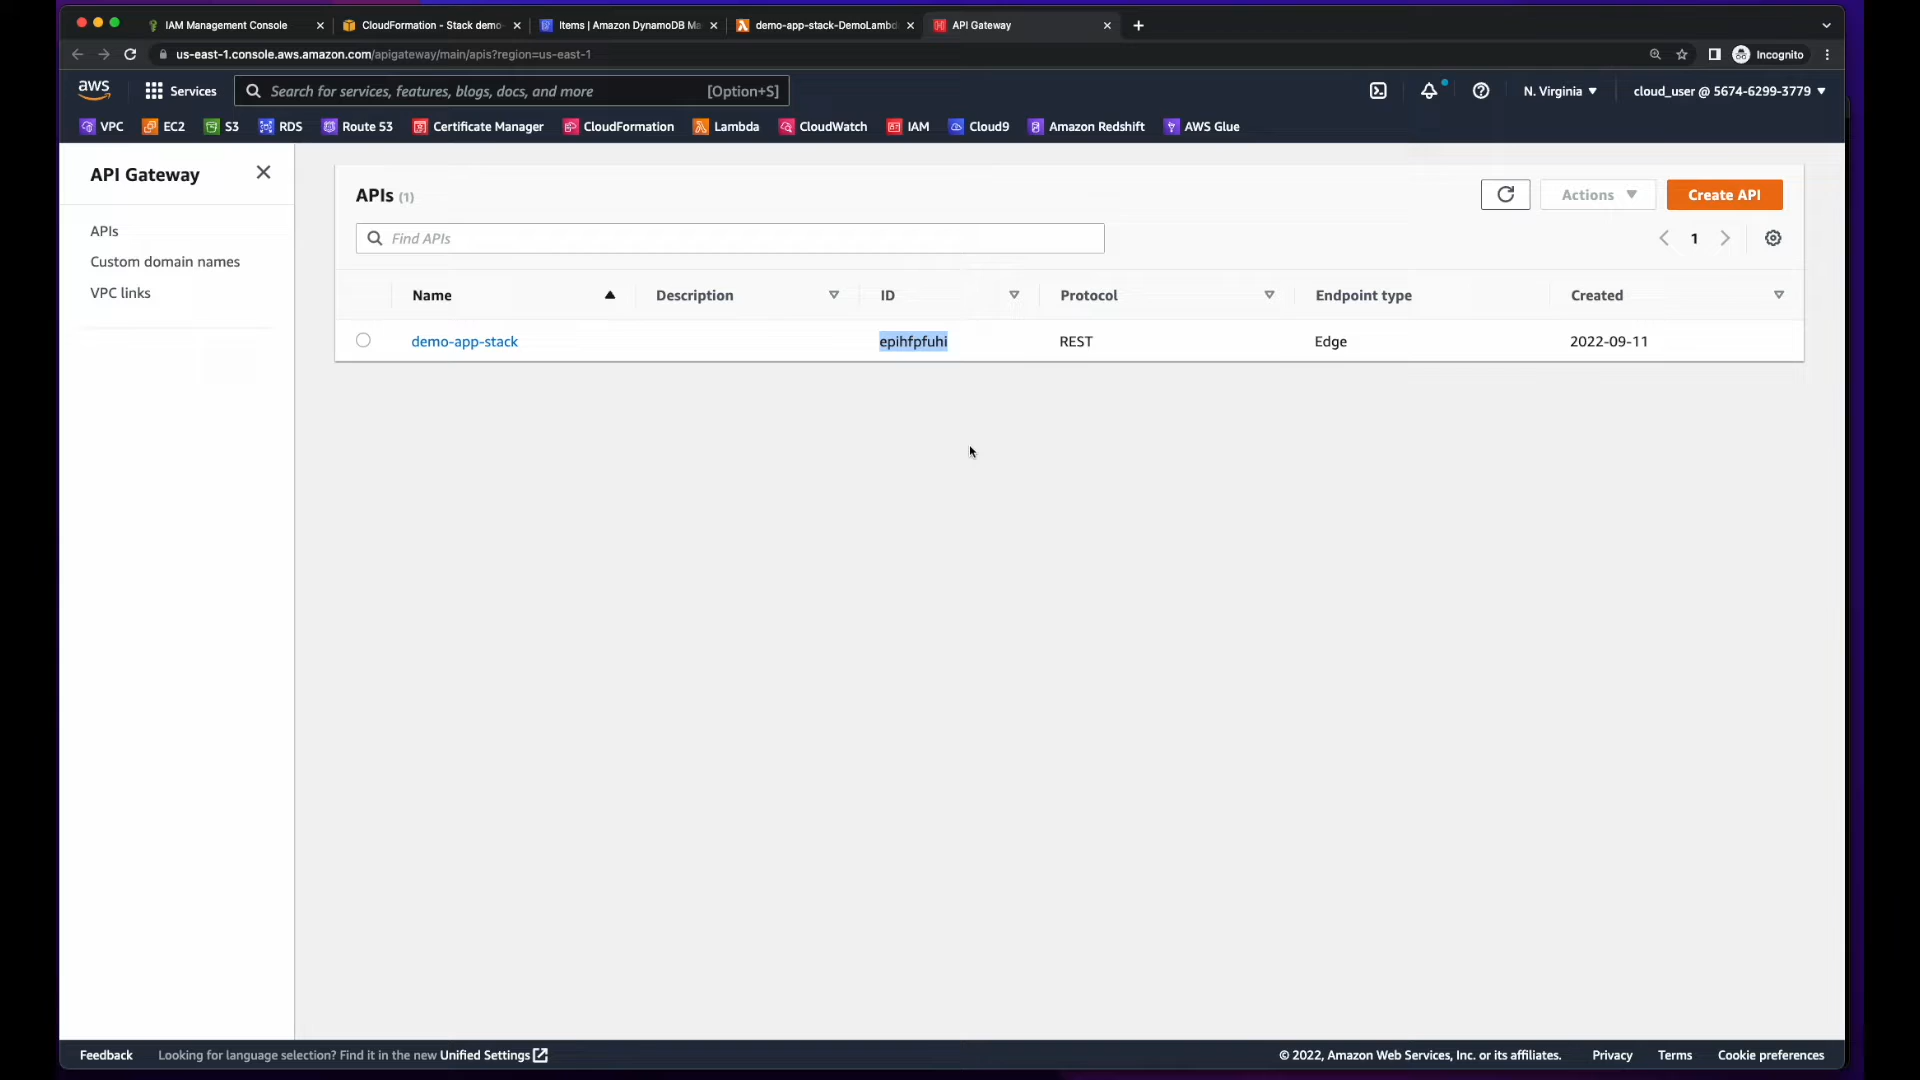 IAM Management Console
CloudFormation - Stack demo-
Items | Amazon DynamoDB Ma
demo-app-stack-DemoLambd
API Gateway
us-east-1.console.aws.amazon.com/apigateway/main/apis?region=us-east-1
Incognito
aws
Services
Search for services, features, blogs, docs, and more
[Option+S]
N. Virginia
cloud_user @ 5674-6299-3779
VPC
EC2
S3
RDS
Route 53
Certificate Manager
CloudFormation
Lambda
CloudWatch
IAM
Cloud9
Amazon Redshift
AWS Glue
API Gateway
APIs
Custom domain names
VPC links
APIs (1)
Actions
Create API
Find APIs
1
Name Description ID Protocol Endpoint type Created
demo-app-stack epihfpfuhi REST Edge 2022-09-11
Feedback
Looking for language selection? Find it in the new Unified Settings
© 2022, Amazon Web Services, Inc. or its affiliates.
Privacy
Terms
Cookie preferences